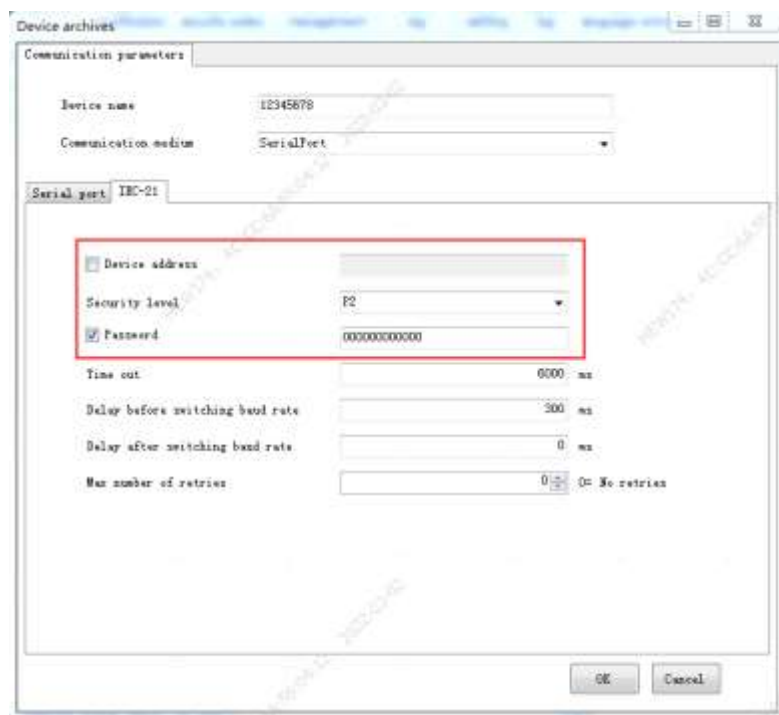 Device archives
Communication parameters
Device name 12345678
Communication medium SerialPort
Serial port IEC-21
Device address
Security level P2
Password 000000000000
Time out 6000 ms
Delay before switching baud rate 300 ms
Delay after switching baud rate 0 ms
Max number of retries 0 0= No retries
OK Cancel